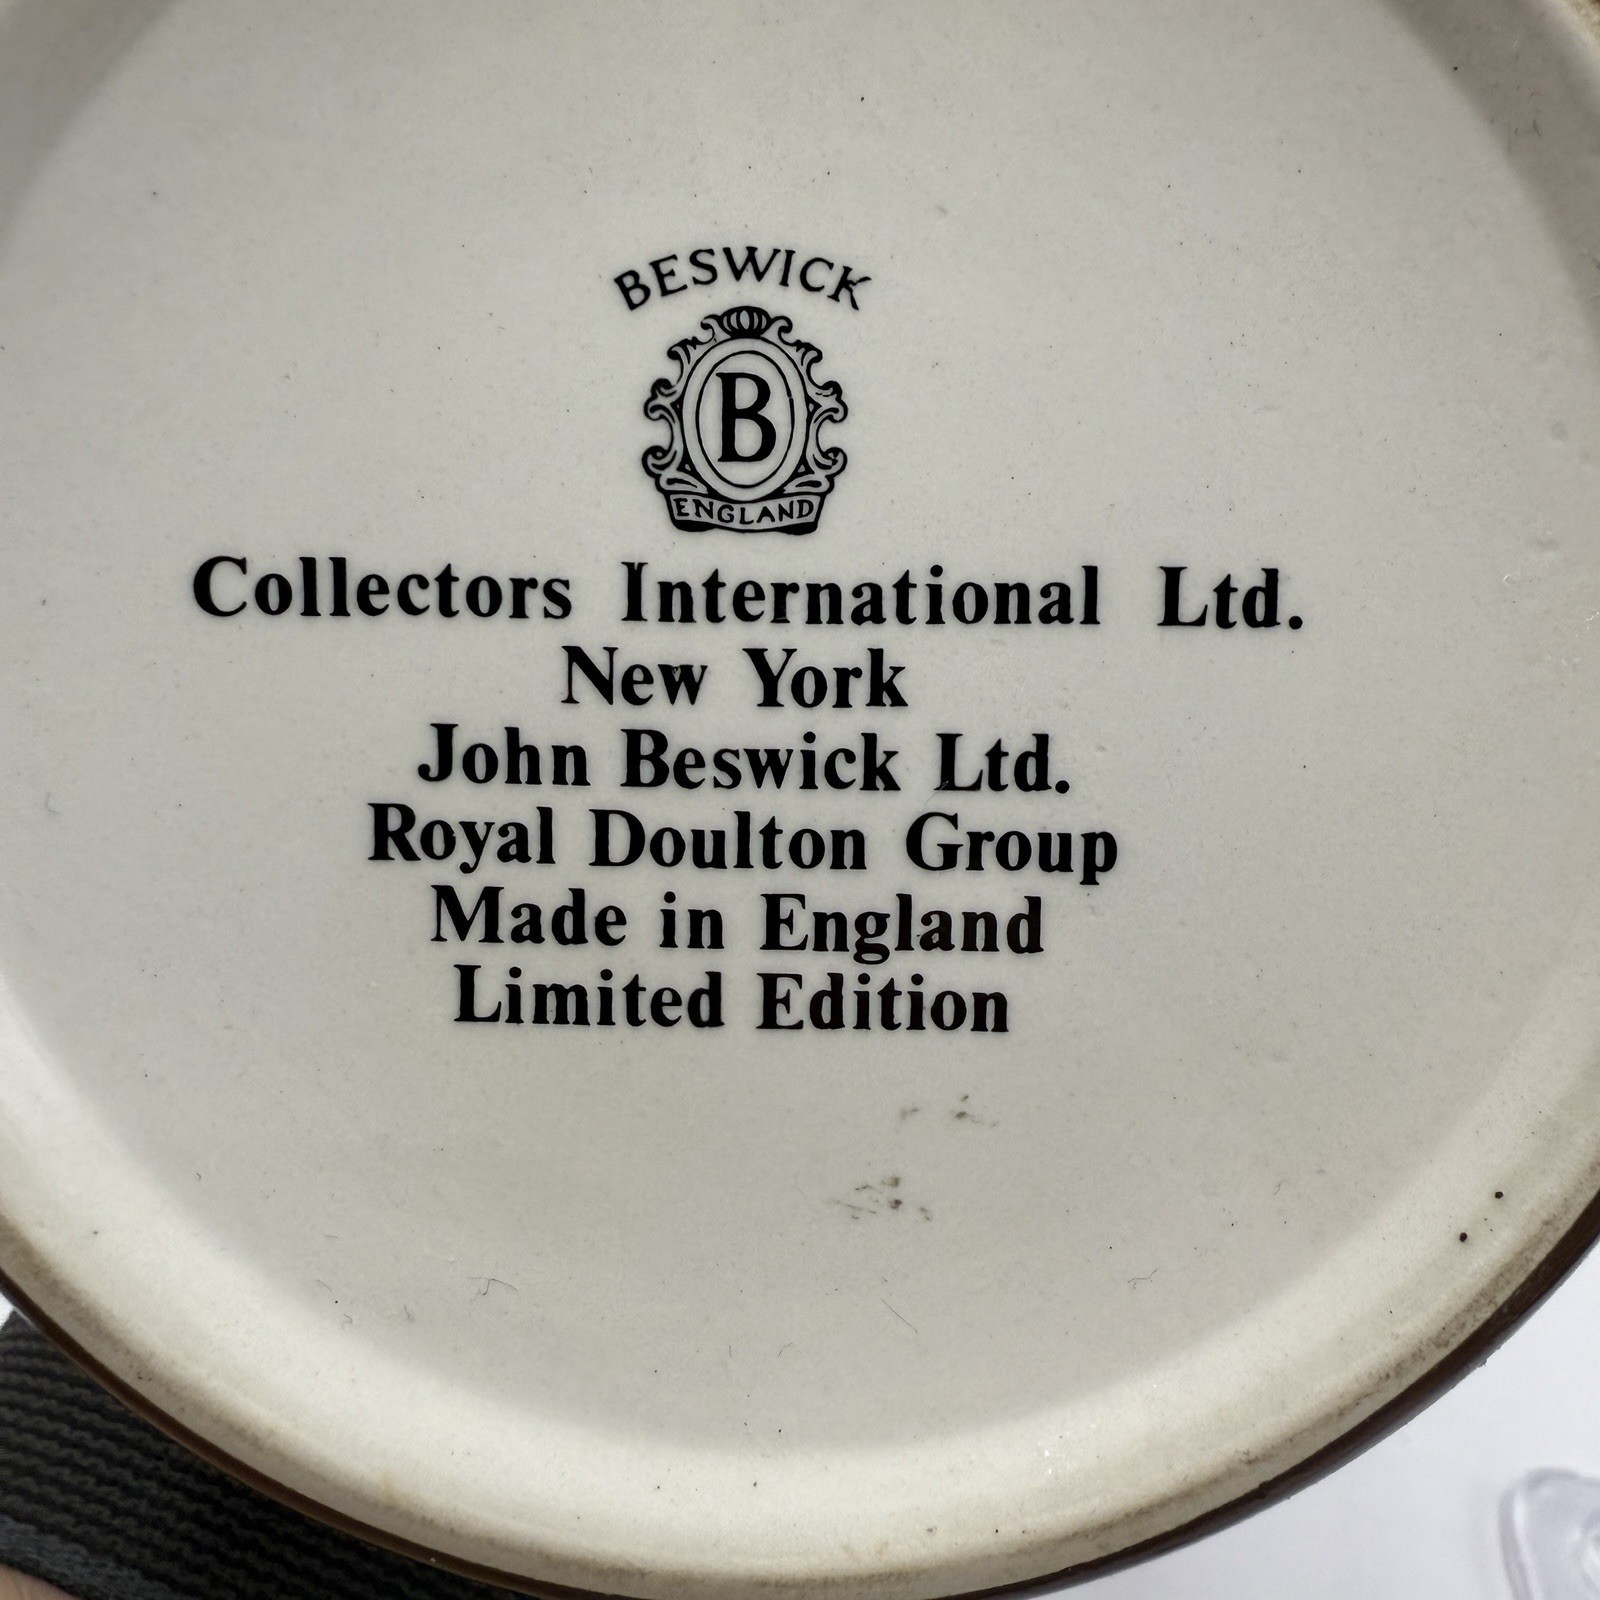 BESWICK
B
ENGLAND
Collectors International Ltd.
New York
John Beswick Ltd.
Royal Doulton Group
Made in England
Limited Edition